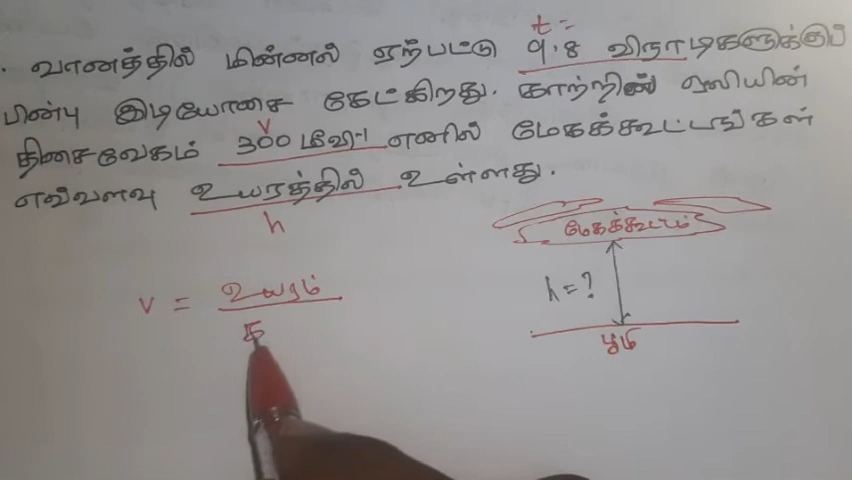 t =
. வானத்தில் மின்னல் ஏற்பட்டு 9.8 விநாடிகளுக்குப்
பின்பு இடியோசை கேட்கிறது. காற்றில் ஒலியின்
v
திசைவேகம் 300 மவி-1 எனில் மேகக்கூட்டங்கள்
எவ்வளவு உயரத்தில் உள்ளது.
h
மேகக்கூட்டம்
h = ?
v = உயரம்
பூமி